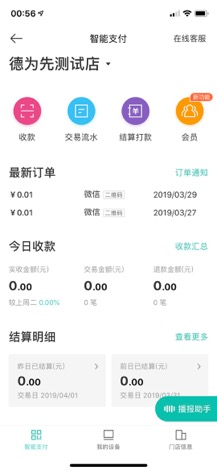 00:56
智能支付
在线客服
德为先测试店
新功能
收款 交易流水 结算打款 会员
最新订单 订单通知
¥0.01 微信 二维码 2019/03/29
¥0.01 微信 二维码 2019/03/27
今日收款 收款汇总
实收金额(元) 交易金额(元) 退款金额(元)
0.00 0.00 0.00
较上周二 0.00% 0 笔 0 笔
结算明细 查看更多
昨日已结算(元) 前日已结算(元)
0.00 0.00
交易日 2019/04/01 交易日 2019/03/31
播报助手
智能支付 我的设备 门店信息